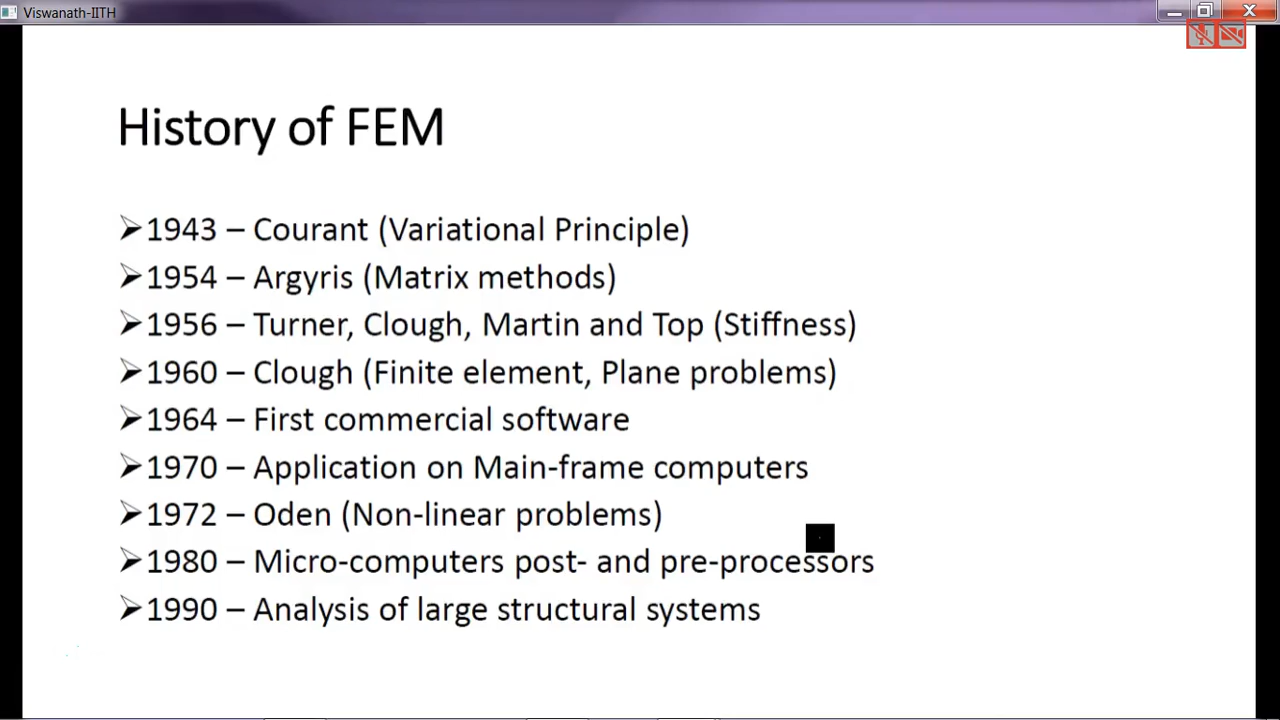 Viswanath-IITH
History of FEM
➢1943 – Courant (Variational Principle)
➢1954 – Argyris (Matrix methods)
➢1956 – Turner, Clough, Martin and Top (Stiffness)
➢1960 – Clough (Finite element, Plane problems)
➢1964 – First commercial software
➢1970 – Application on Main-frame computers
➢1972 – Oden (Non-linear problems)
➢1980 – Micro-computers post- and pre-processors
➢1990 – Analysis of large structural systems